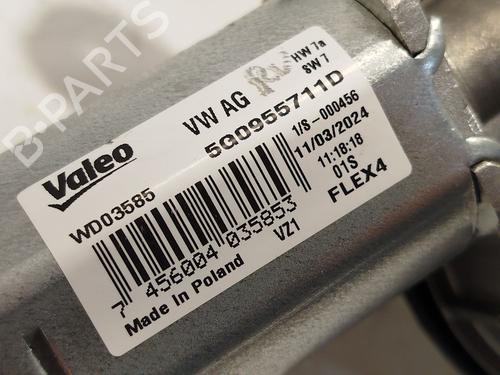 HW 7a
SW 7
VW AG
5G0955711D
Valeo
1/S-000456
11/03/2024
11:18:18
01S
FLEX4
WD03585
7 456004 035853
VZ1
Made in Poland
B-PARTS